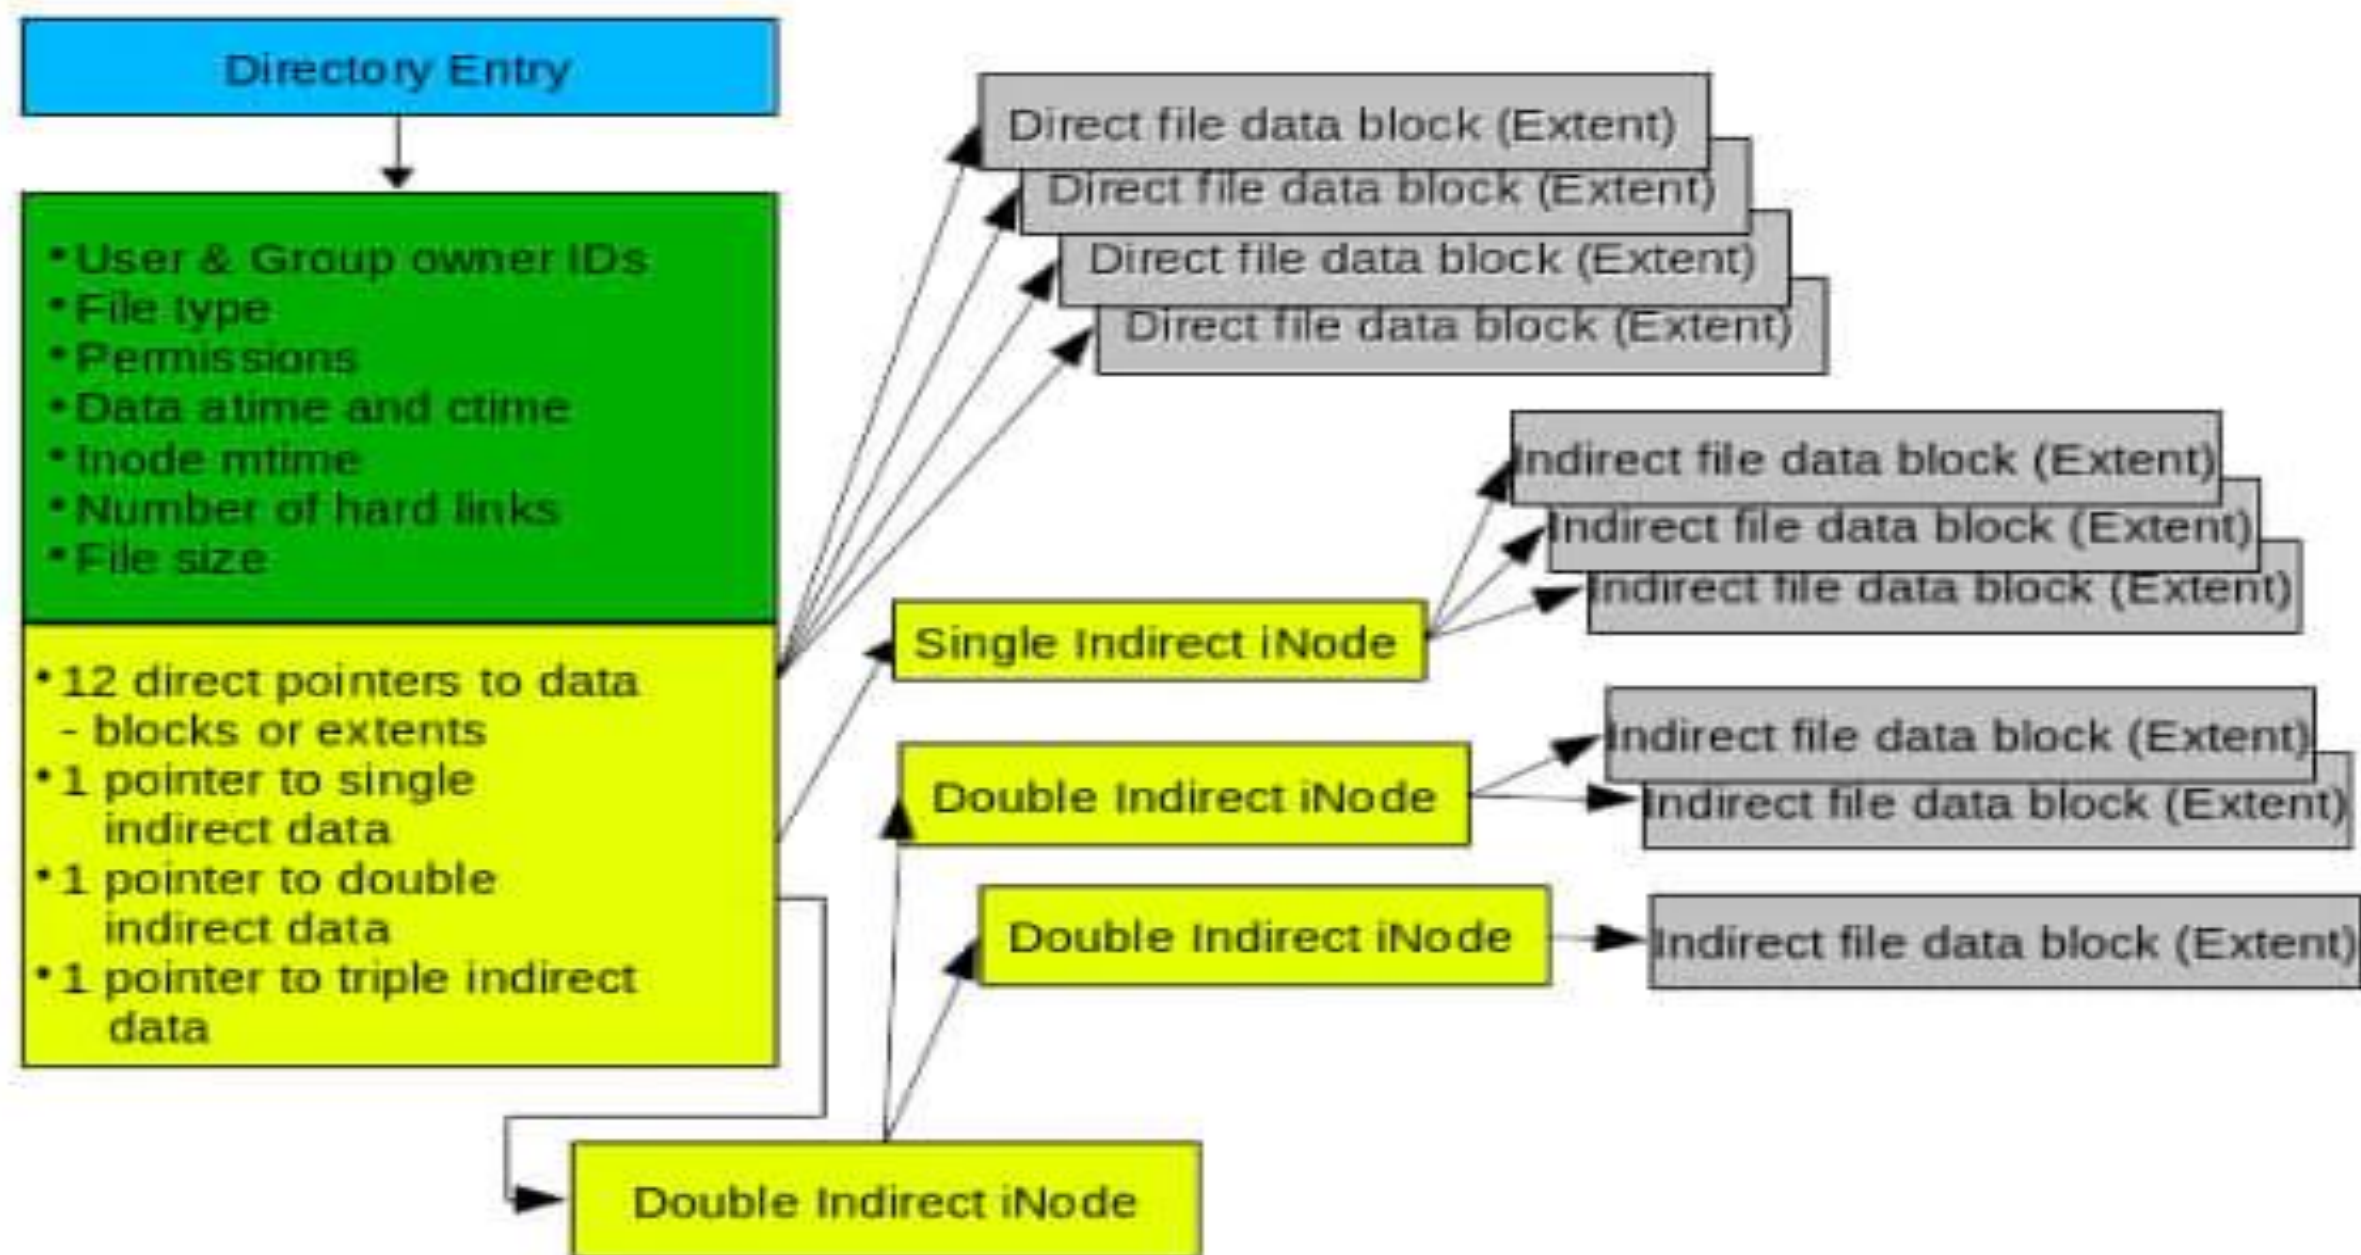 Directory Entry
•User & Group owner IDs
•File type
•Permissions
•Data atime and ctime
•Inode mtime
•Number of hard links
•File size
•12 direct pointers to data
- blocks or extents
•1 pointer to single
indirect data
•1 pointer to double
indirect data
•1 pointer to triple indirect
data
Direct file data block (Extent)
Direct file data block (Extent)
Direct file data block (Extent)
Direct file data block (Extent)
Single Indirect iNode
Indirect file data block (Extent)
Indirect file data block (Extent)
Indirect file data block (Extent)
Double Indirect iNode
Indirect file data block (Extent)
Indirect file data block (Extent)
Double Indirect iNode
Indirect file data block (Extent)
Double Indirect iNode